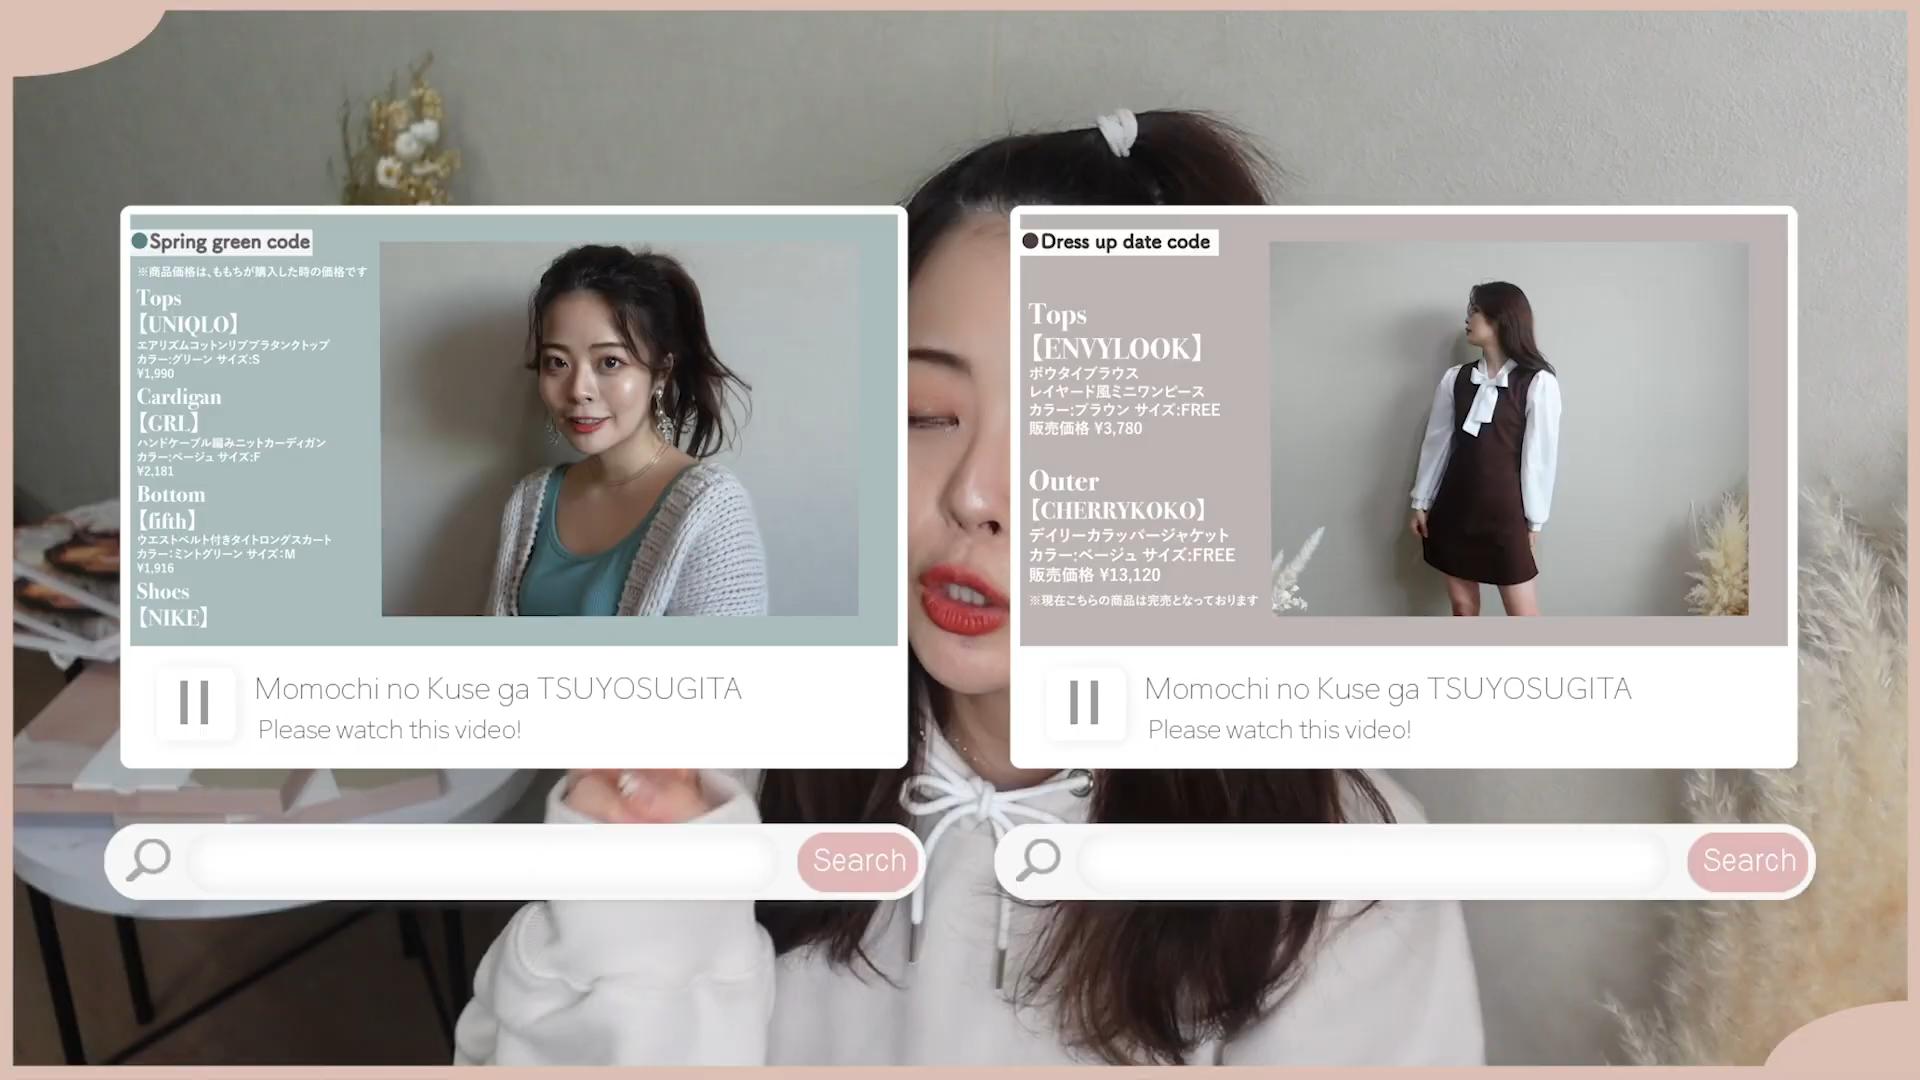 ●Spring green code
※商品価格は、ももちが購入した時の価格です
Tops
【UNIQLO】
エアリズムコットンリブブラタンクトップ
カラー:グリーン サイズ:S
¥1,990
Cardigan
【GRL】
ハンドケーブル編みニットカーディガン
カラー:ベージュ サイズ:F
¥2,181
Bottom
【fifth】
ウエストベルト付きタイトロングスカート
カラー:ミントグリーン サイズ:M
¥1,916
Shoes
【NIKE】
Momochi no Kuse ga TSUYOSUGITA
Please watch this video!
Search
●Dress up date code
Tops
【ENVYLOOK】
ボウタイブラウス
レイヤード風ミニワンピース
カラー:ブラウン サイズ:FREE
販売価格 ¥3,780
Outer
【CHERRYKOKO】
デイリーカラッパージャケット
カラー:ベージュ サイズ:FREE
販売価格 ¥13,120
※現在こちらの商品は完売となっております
Momochi no Kuse ga TSUYOSUGITA
Please watch this video!
Search